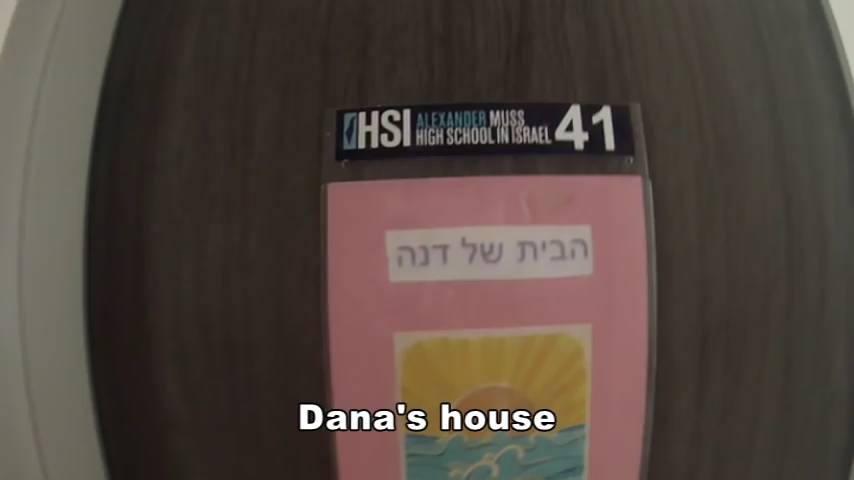 HSI ALEXANDER MUSS
HIGH SCHOOL IN ISRAEL 41
הבית של דנה
Dana's house